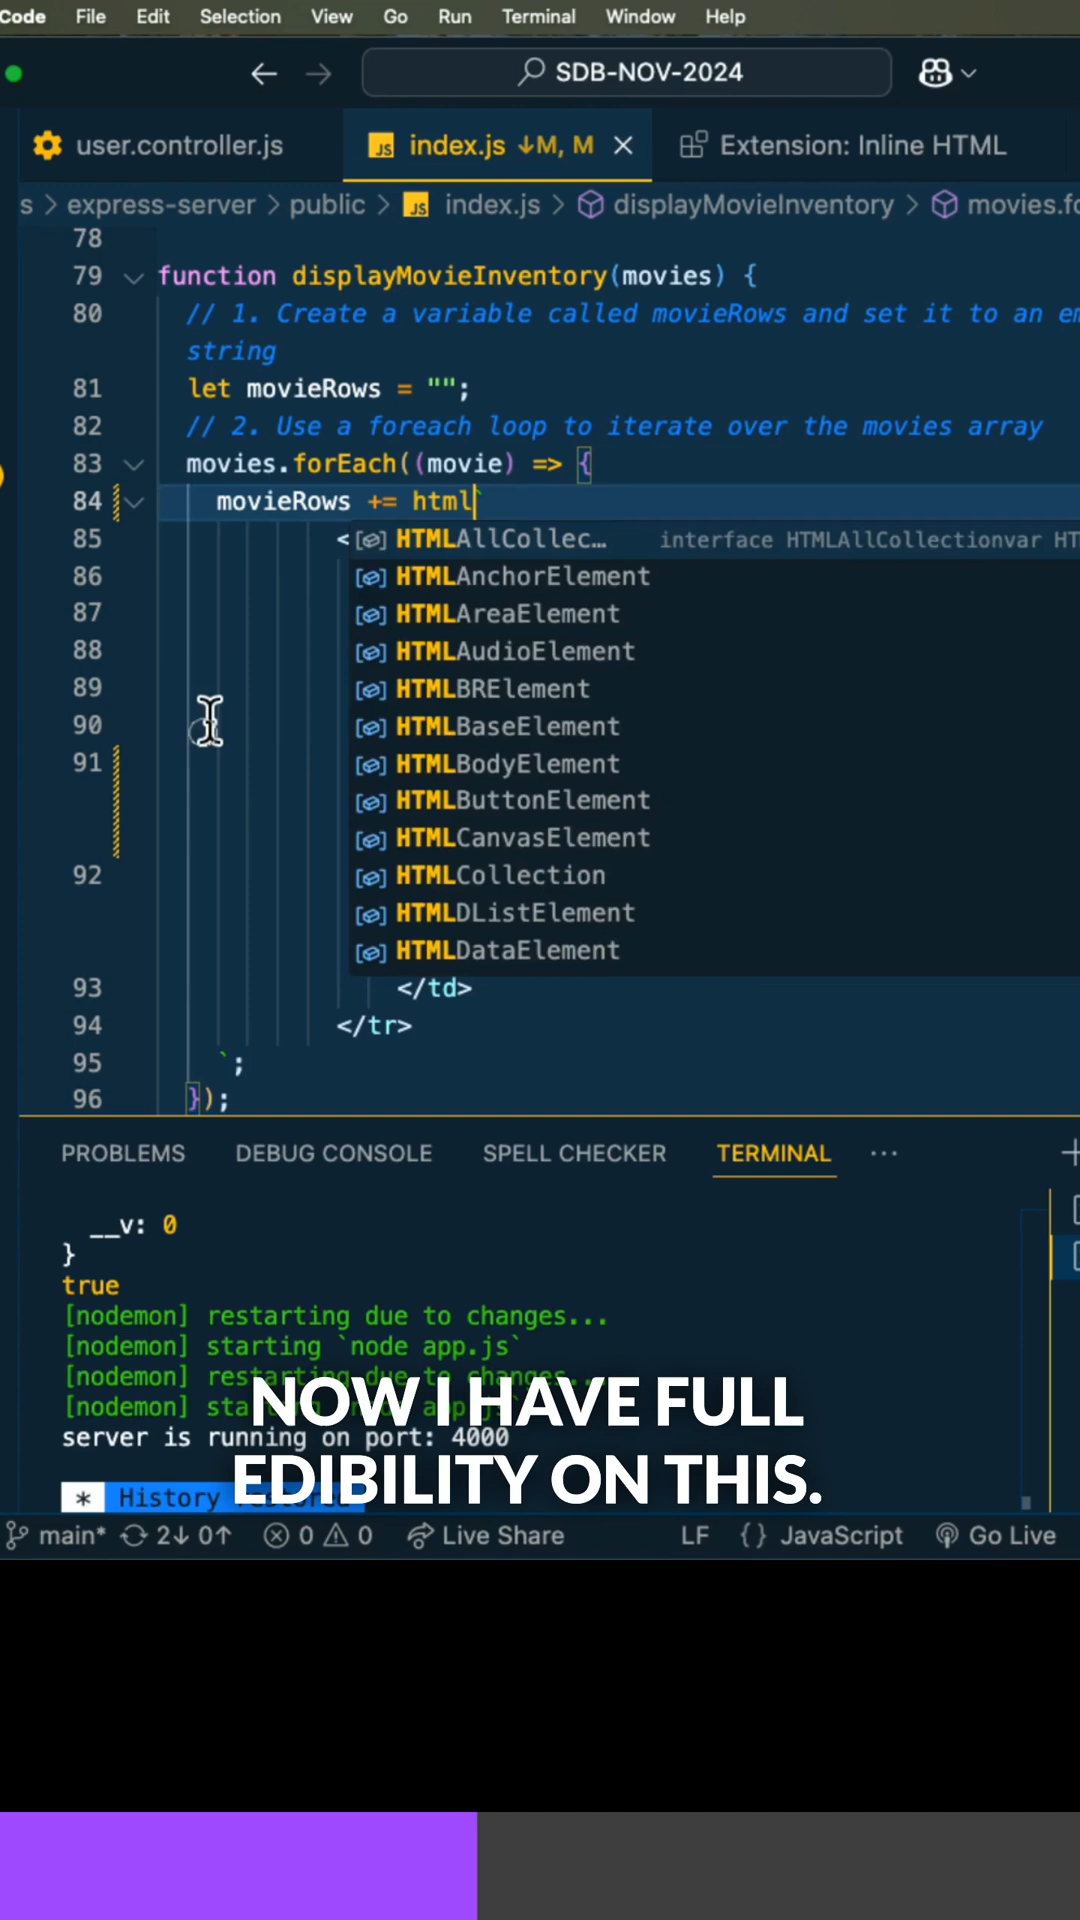 Code File Edit Selection View Go Run Terminal Window Help
SDB-NOV-2024
user.controller.js
index.js ↓M, M
Extension: Inline HTML
s > express-server > public > JS index.js > displayMovieInventory > movies.fo
78
79 function displayMovieInventory(movies) {
80 // 1. Create a variable called movieRows and set it to an em
string
81 let movieRows = "";
82 // 2. Use a foreach loop to iterate over the movies array
83 movies.forEach((movie) => {
84 movieRows += html`
85 < HTMLAllCollec… interface HTMLAllCollectionvar HT
86 HTMLAnchorElement
87 HTMLAreaElement
88 HTMLAudioElement
89 HTMLBRElement
90 HTMLBaseElement
91 HTMLBodyElement
HTMLButtonElement
HTMLCanvasElement
92 HTMLCollection
HTMLDListElement
HTMLDataElement
93 </td>
94 </tr>
95 `;
96 });
PROBLEMS DEBUG CONSOLE SPELL CHECKER TERMINAL ···
__v: 0
}
true
[nodemon] restarting due to changes...
[nodemon] starting `node app.js`
[nodemon] restarting due to changes...
[nodemon] sta
server is running on port: 4000
* History
NOW I HAVE FULL
EDIBILITY ON THIS.
main* 2↓ 0↑ 0 0 Live Share LF {} JavaScript Go Live